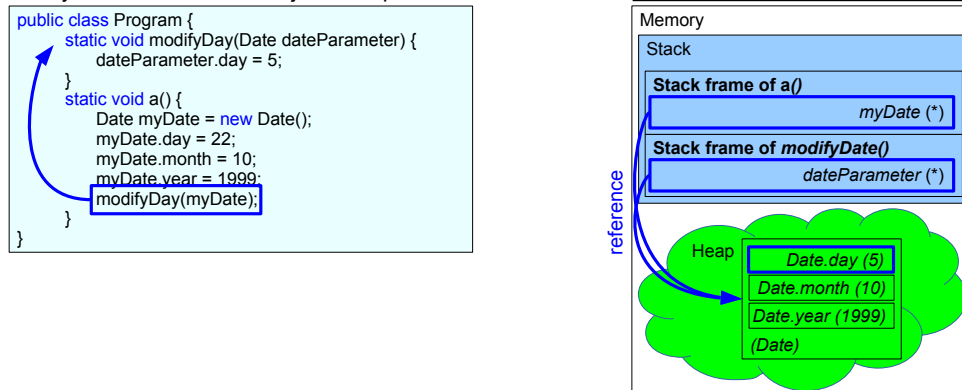 public class Program {
static void modifyDay(Date dateParameter) {
dateParameter.day = 5;
}
static void a() {
Date myDate = new Date();
myDate.day = 22;
myDate.month = 10;
myDate.year = 1999;
modifyDay(myDate);
}
}
Memory
Stack
Stack frame of a()
myDate (*)
Stack frame of modifyDate()
dateParameter (*)
reference
Heap
Date.day (5)
Date.month (10)
Date.year (1999)
(Date)